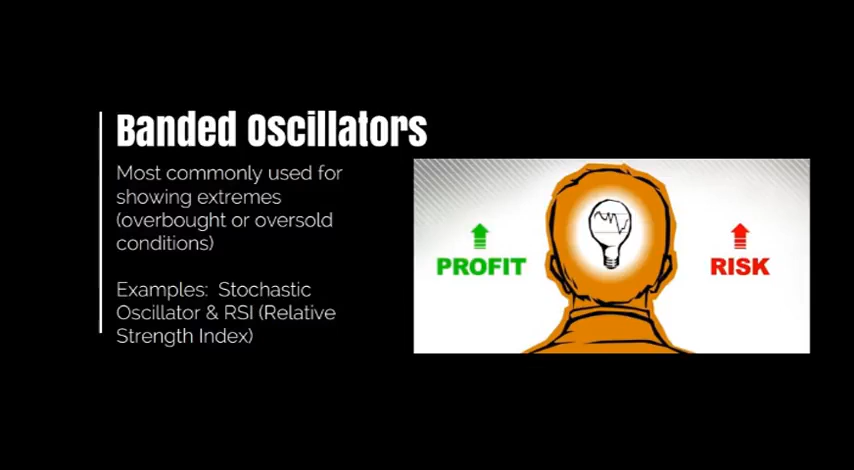 Banded Oscillators
Most commonly used for
showing extremes
(overbought or oversold
conditions)
Examples:  Stochastic
Oscillator & RSI (Relative
Strength Index)
PROFIT
RISK